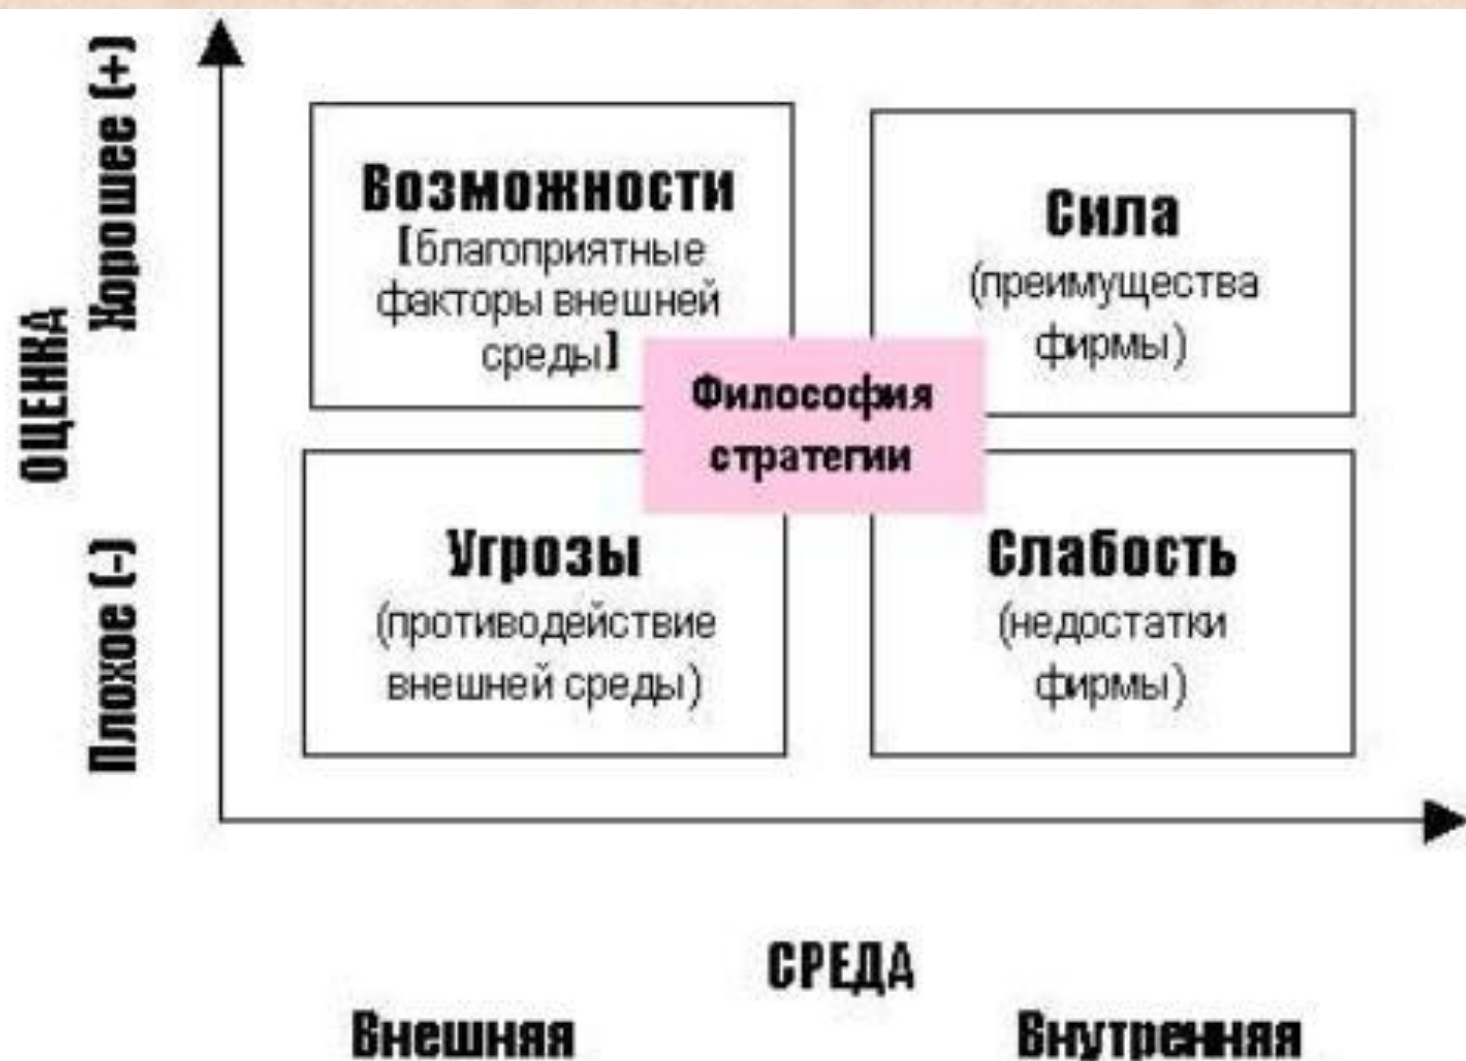 ОЦЕНКА
Хорошее (+)
Плохое (-)
Возможности
[благоприятные
факторы внешней
среды]
Сила
(преимущества
фирмы)
Философия
стратегии
Угрозы
(противодействие
внешней среды)
Слабость
(недостатки
фирмы)
СРЕДА
Внешняя
Внутренняя